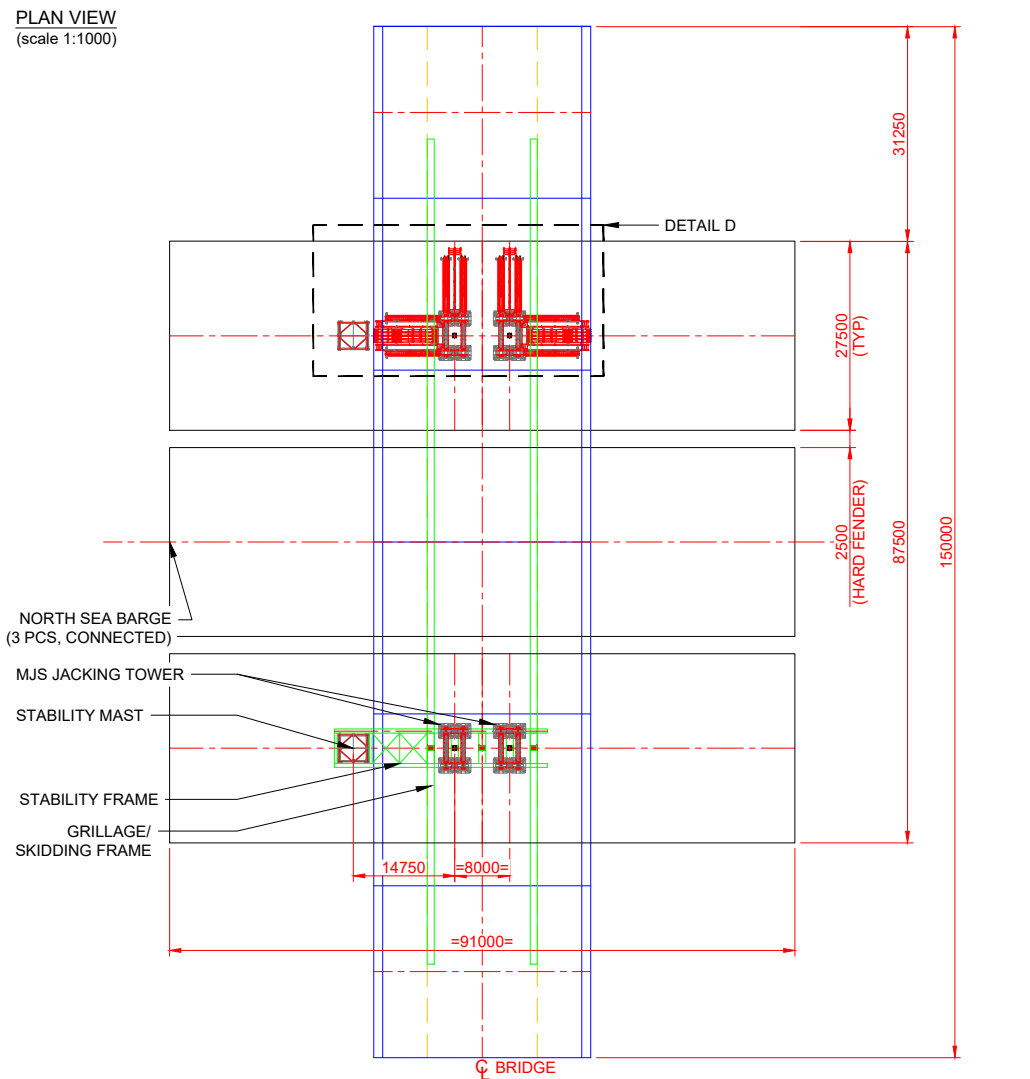 PLAN VIEW
(scale 1:1000)
31250
DETAIL D
27500
(TYP)
2500
(HARD FENDER)
87500
150000
NORTH SEA BARGE
(3 PCS, CONNECTED)
MJS JACKING TOWER
STABILITY MAST
STABILITY FRAME
GRILLAGE/
SKIDDING FRAME
14750
=8000=
=91000=
℄ BRIDGE